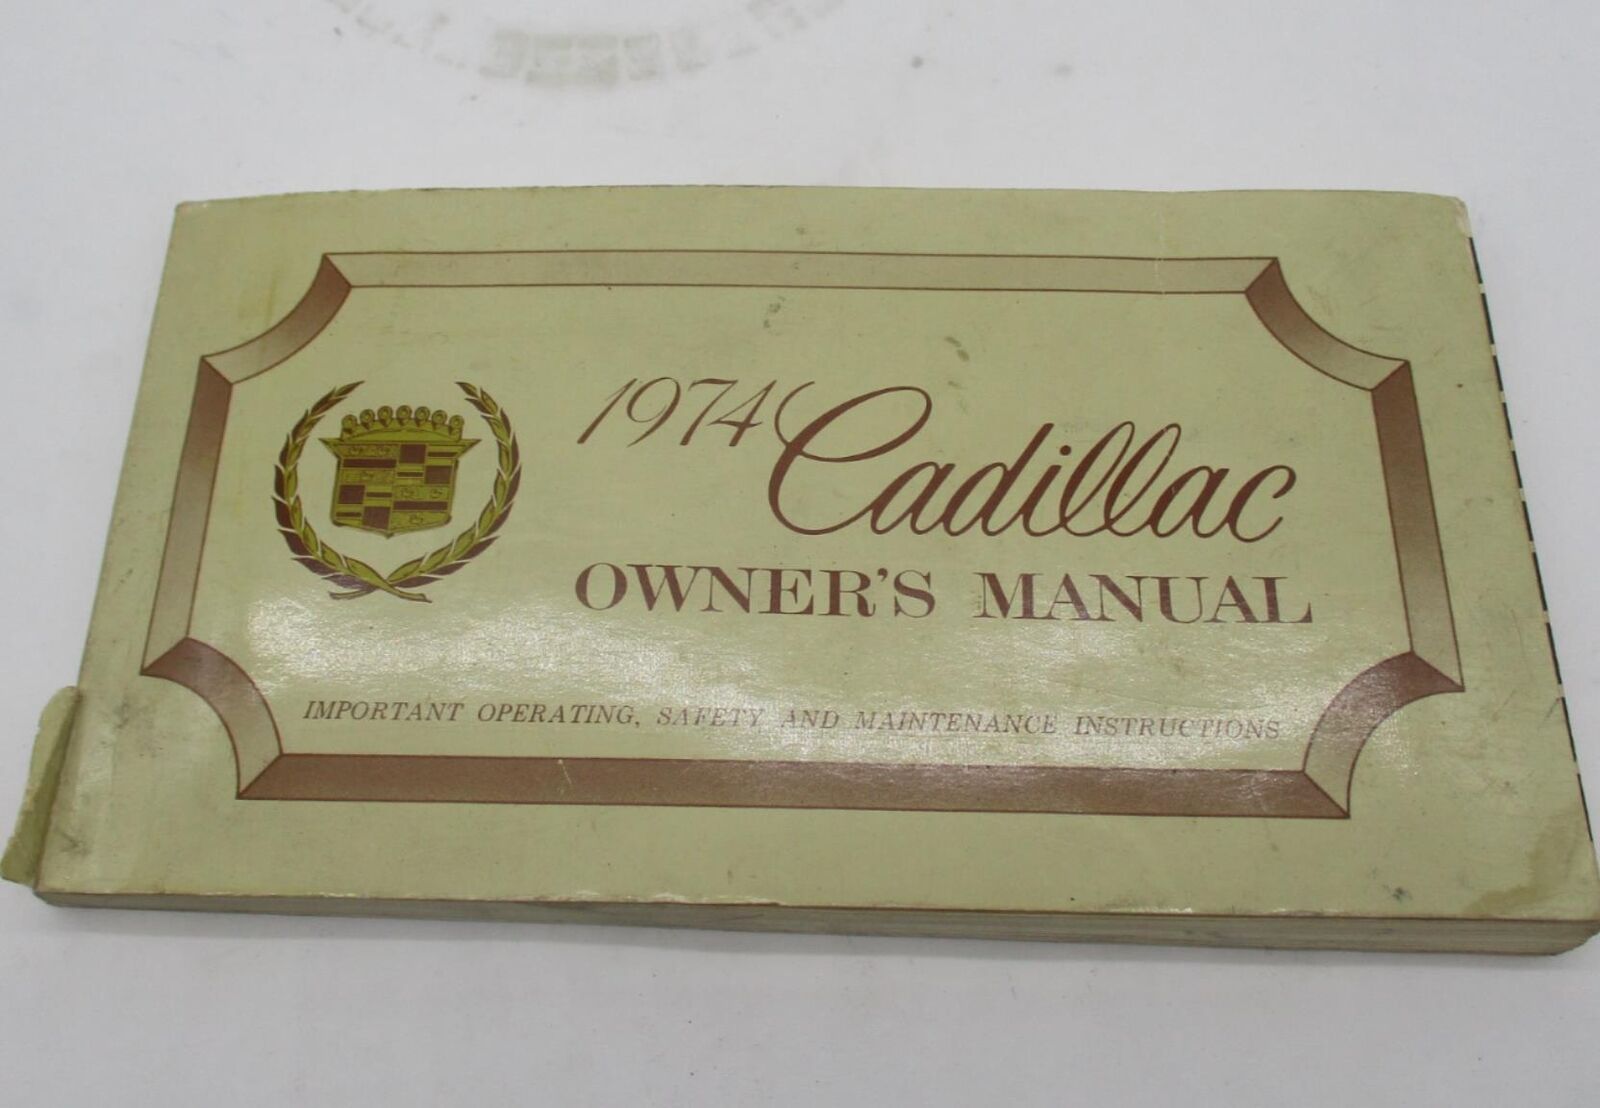 1974 Cadillac
OWNER'S MANUAL
IMPORTANT OPERATING, SAFETY AND MAINTENANCE INSTRUCTIONS